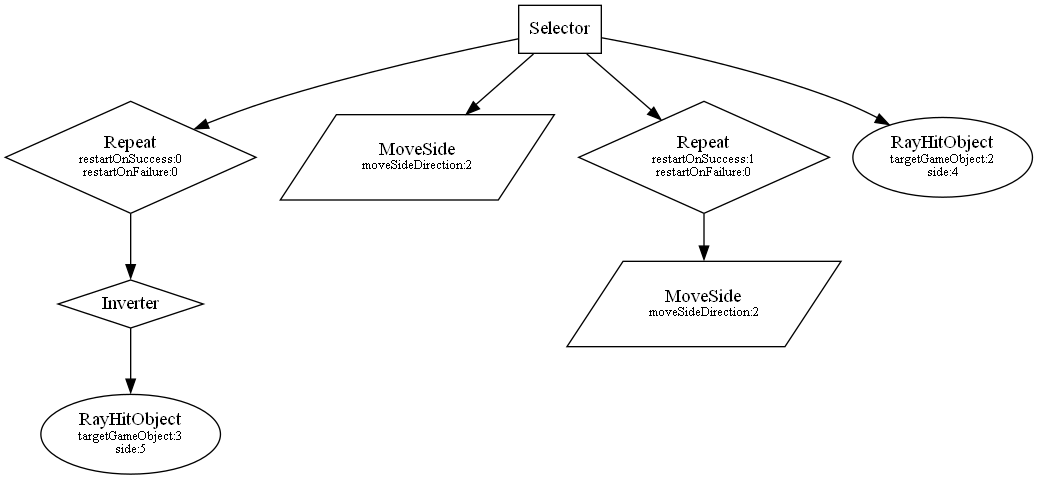 Selector
Repeat
restartOnSuccess:0
restartOnFailure:0
MoveSide
moveSideDirection:2
Repeat
restartOnSuccess:1
restartOnFailure:0
RayHitObject
targetGameObject:2
side:4
Inverter
MoveSide
moveSideDirection:2
RayHitObject
targetGameObject:3
side:5